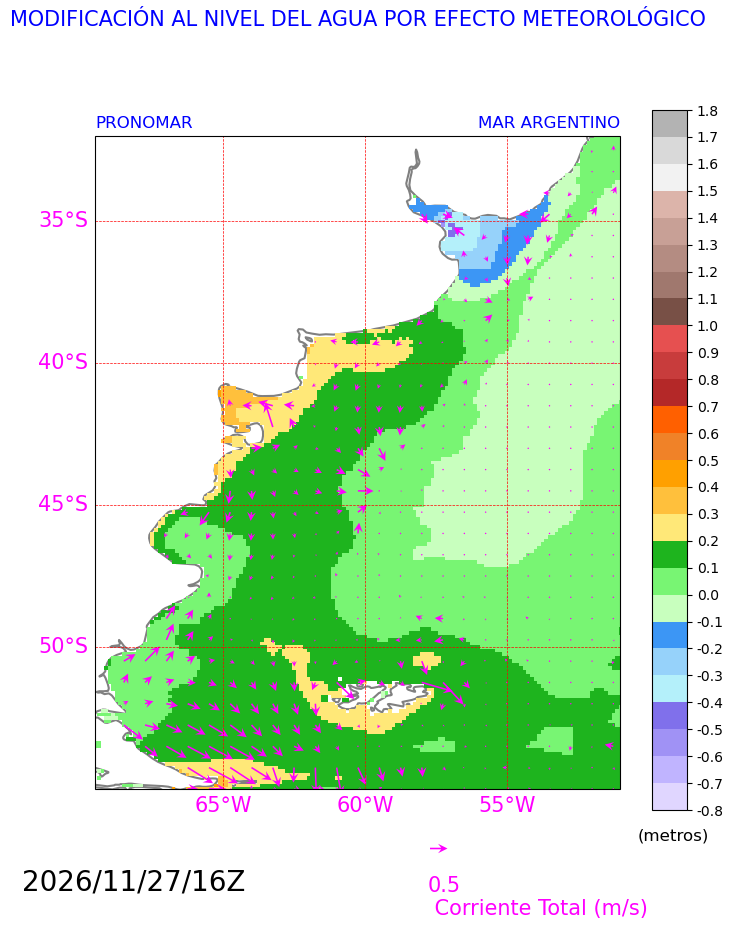 MODIFICACIÓN AL NIVEL DEL AGUA POR EFECTO METEOROLÓGICO
PRONOMAR MAR ARGENTINO
35°S
40°S
45°S
50°S
65°W 60°W 55°W
1.8
1.7
1.6
1.5
1.4
1.3
1.2
1.1
1.0
0.9
0.8
0.7
0.6
0.5
0.4
0.3
0.2
0.1
0.0
-0.1
-0.2
-0.3
-0.4
-0.5
-0.6
-0.7
-0.8
(metros)
2026/11/27/16Z
0.5
Corriente Total (m/s)